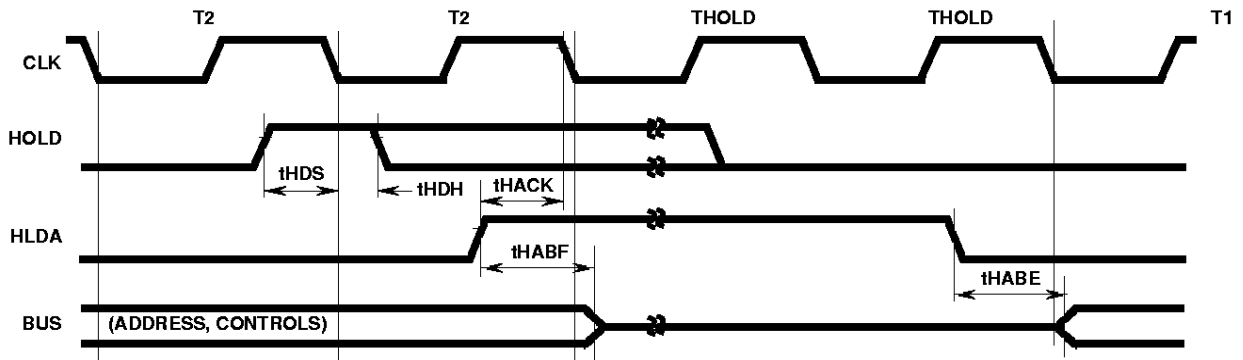 T2 T2 THOLD THOLD T1
CLK
HOLD
tHDS tHDH tHACK
HLDA
tHABF tHABE
BUS (ADDRESS, CONTROLS)